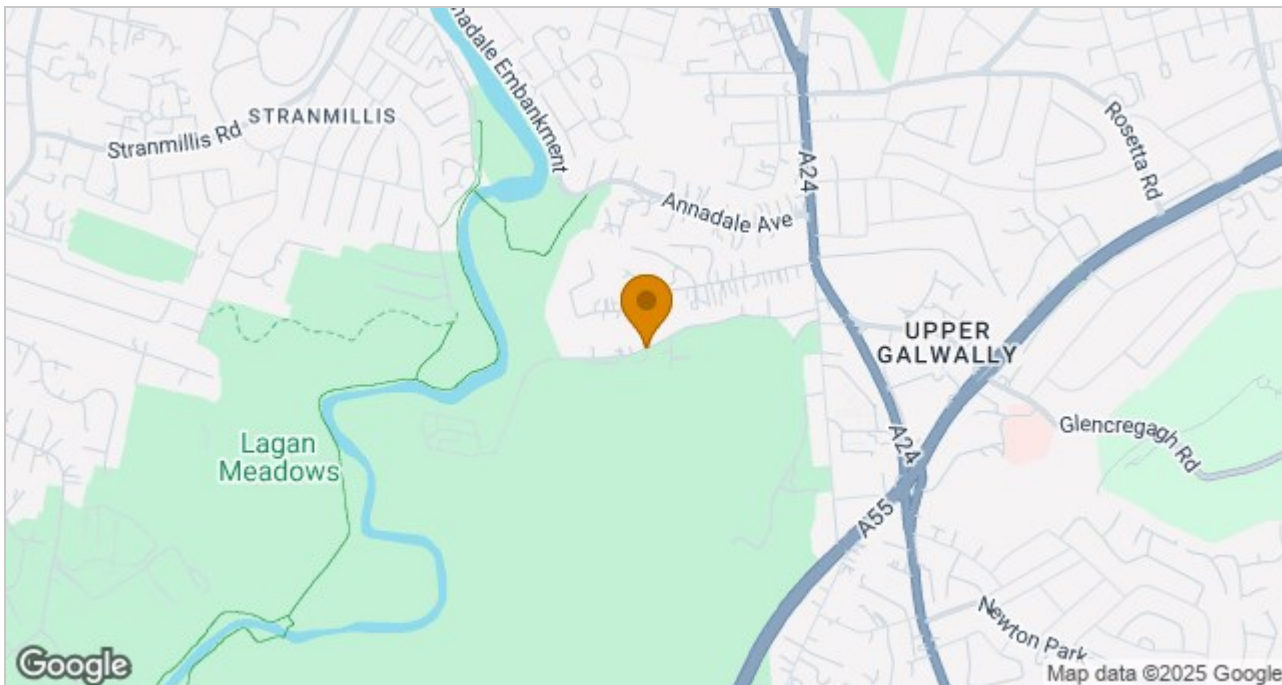 nadale Embankment
STRANMILLIS
Stranmillis Rd
A24
Rosetta Rd
Annadale Ave
UPPER
GALWALLY
Lagan
Meadows
A24
Glencregagh Rd
A55
Newton Park
Google
Map data ©2025 Google